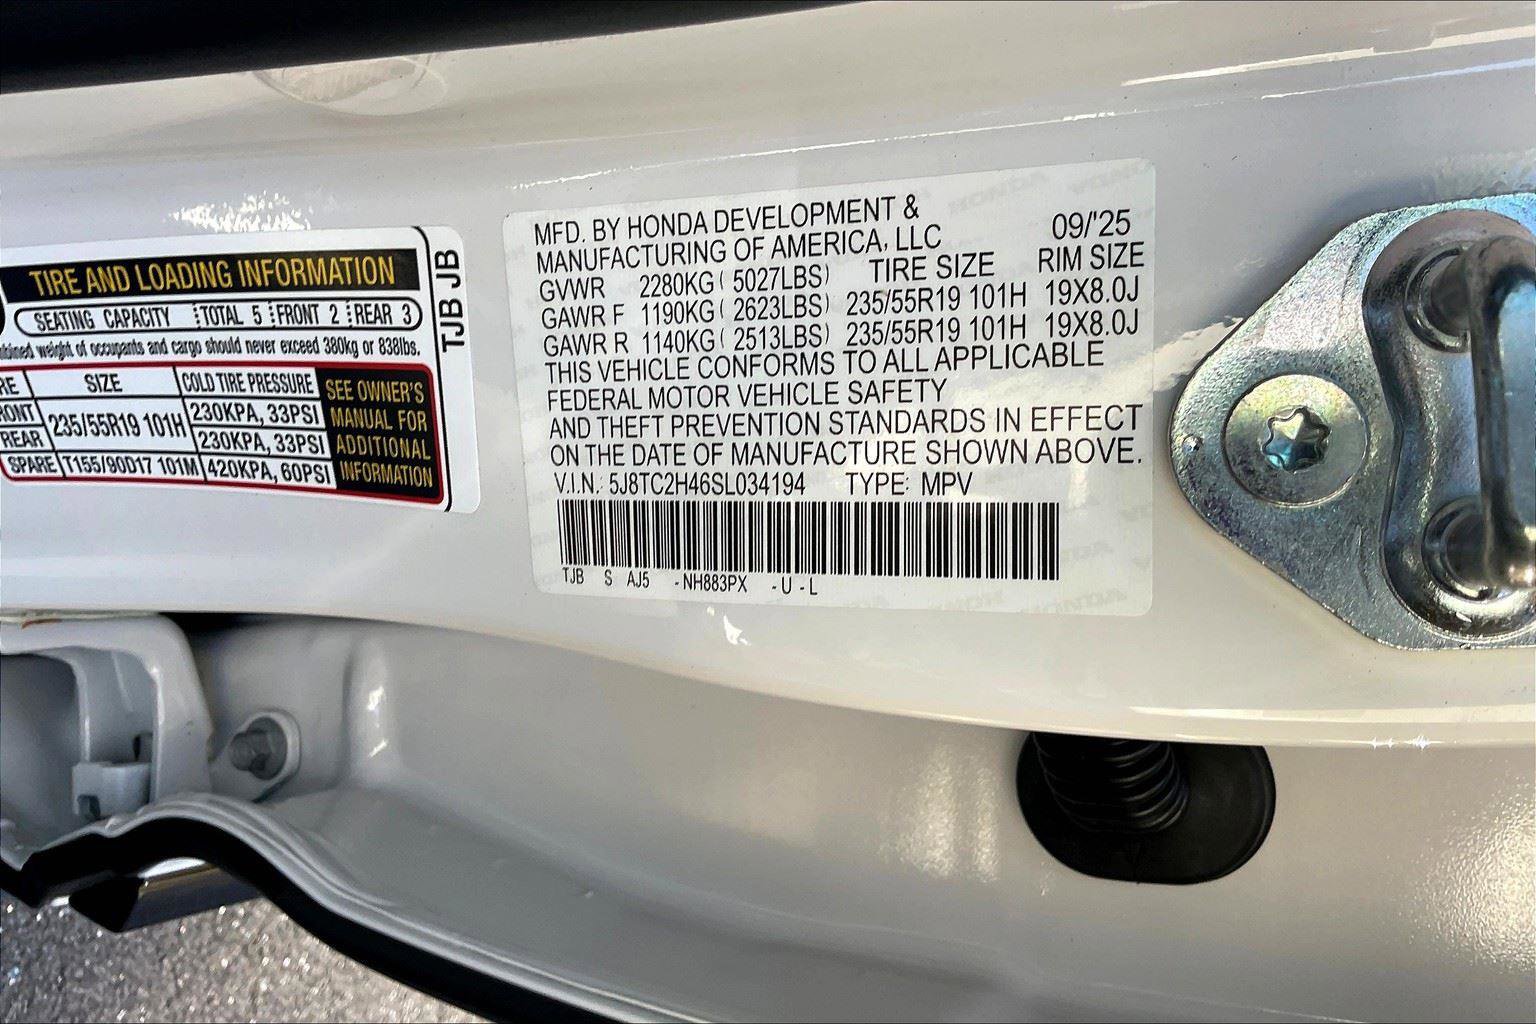 TIRE AND LOADING INFORMATION
SEATING CAPACITY TOTAL 5 FRONT 2 REAR 3
weight of occupants and cargo should never exceed 380kg or 838lbs.
SIZE COLD TIRE PRESSURE
235/55R19 101H 230KPA, 33PSI
REAR 230KPA, 33PSI
SPARE T155/90D17 101M 420KPA, 60PSI
SEE OWNER'S
MANUAL FOR
ADDITIONAL
INFORMATION
TJB JB
MFD. BY HONDA DEVELOPMENT &
MANUFACTURING OF AMERICA, LLC 09/'25
GVWR 2280KG( 5027LBS) TIRE SIZE RIM SIZE
GAWR F 1190KG( 2623LBS) 235/55R19 101H 19X8.0J
GAWR R 1140KG( 2513LBS) 235/55R19 101H 19X8.0J
THIS VEHICLE CONFORMS TO ALL APPLICABLE
FEDERAL MOTOR VEHICLE SAFETY
AND THEFT PREVENTION STANDARDS IN EFFECT
ON THE DATE OF MANUFACTURE SHOWN ABOVE.
V.I.N.: 5J8TC2H46SL034194 TYPE: MPV
TJB S AJ5 -NH883PX -U -L